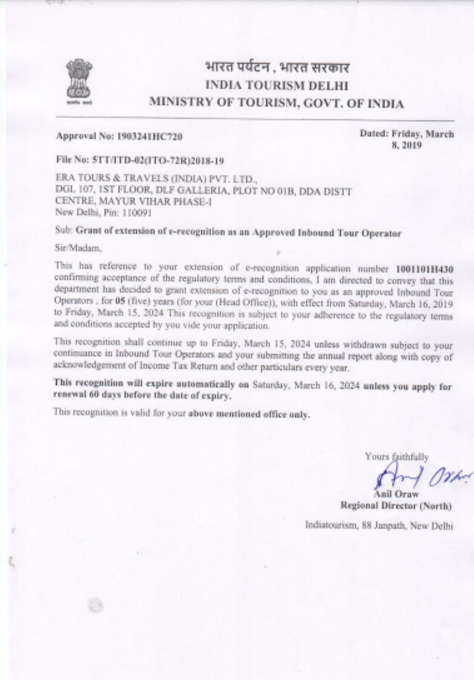 भारत पर्यटन , भारत सरकार
INDIA TOURISM DELHI
MINISTRY OF TOURISM, GOVT. OF INDIA
सत्यमेव जयते
Approval No: 1903241HC720
Dated: Friday, March
8, 2019
File No: 5TT/ITD-02(ITO-72R)2018-19
ERA TOURS & TRAVELS (INDIA) PVT. LTD.,
DGL 107, 1ST FLOOR, DLF GALLERIA, PLOT NO 01B, DDA DISTT
CENTRE, MAYUR VIHAR PHASE-I
New Delhi, Pin: 110091
Sub: Grant of extension of e-recognition as an Approved Inbound Tour Operator
Sir/Madam,
This has reference to your extension of e-recognition application number 1001101H430
confirming acceptance of the regulatory terms and conditions, I am directed to convey that this
department has decided to grant extension of e-recognition to you as an approved Inbound Tour
Operators , for 05 (five) years (for your (Head Office)), with effect from Saturday, March 16, 2019
to Friday, March 15, 2024 This recognition is subject to your adherence to the regulatory terms
and conditions accepted by you vide your application.
This recognition shall continue up to Friday, March 15, 2024 unless withdrawn subject to your
continuance in Inbound Tour Operators and your submitting the annual report along with copy of
acknowledgement of Income Tax Return and other particulars every year.
This recognition will expire automatically on Saturday, March 16, 2024 unless you apply for
renewal 60 days before the date of expiry.
This recognition is valid for your above mentioned office only.
Yours faithfully
Anil Oraw
Anil Oraw
Regional Director (North)
Indiatourism, 88 Janpath, New Delhi